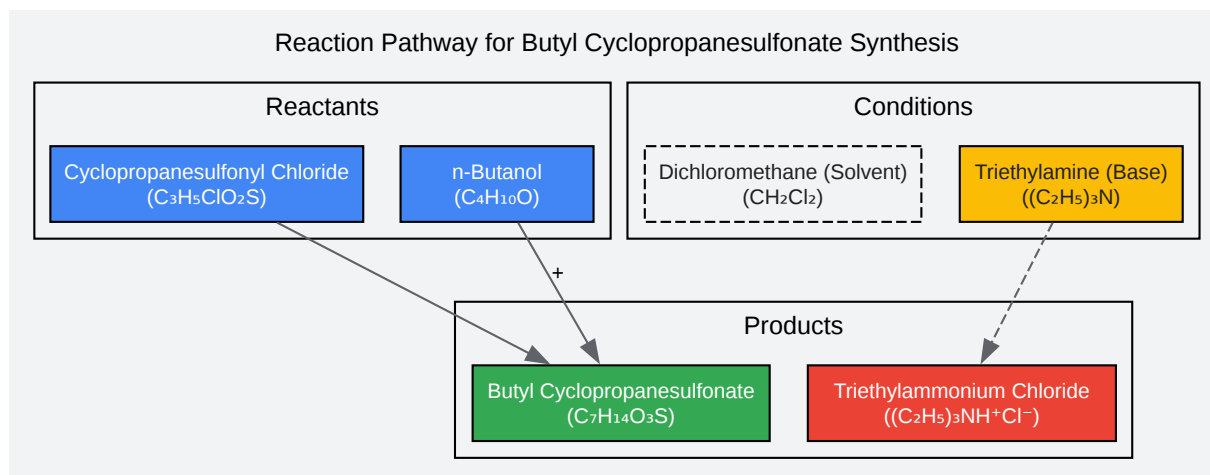 Reaction Pathway for Butyl Cyclopropanesulfonate Synthesis
Reactants
Cyclopropanesulfonyl Chloride
(C₃H₅ClO₂S)
n-Butanol
(C₄H₁₀O)
Conditions
Dichloromethane (Solvent)
(CH₂Cl₂)
Triethylamine (Base)
((C₂H₅)₃N)
+
Products
Butyl Cyclopropanesulfonate
(C₇H₁₄O₃S)
Triethylammonium Chloride
((C₂H₅)₃NH⁺Cl⁻)